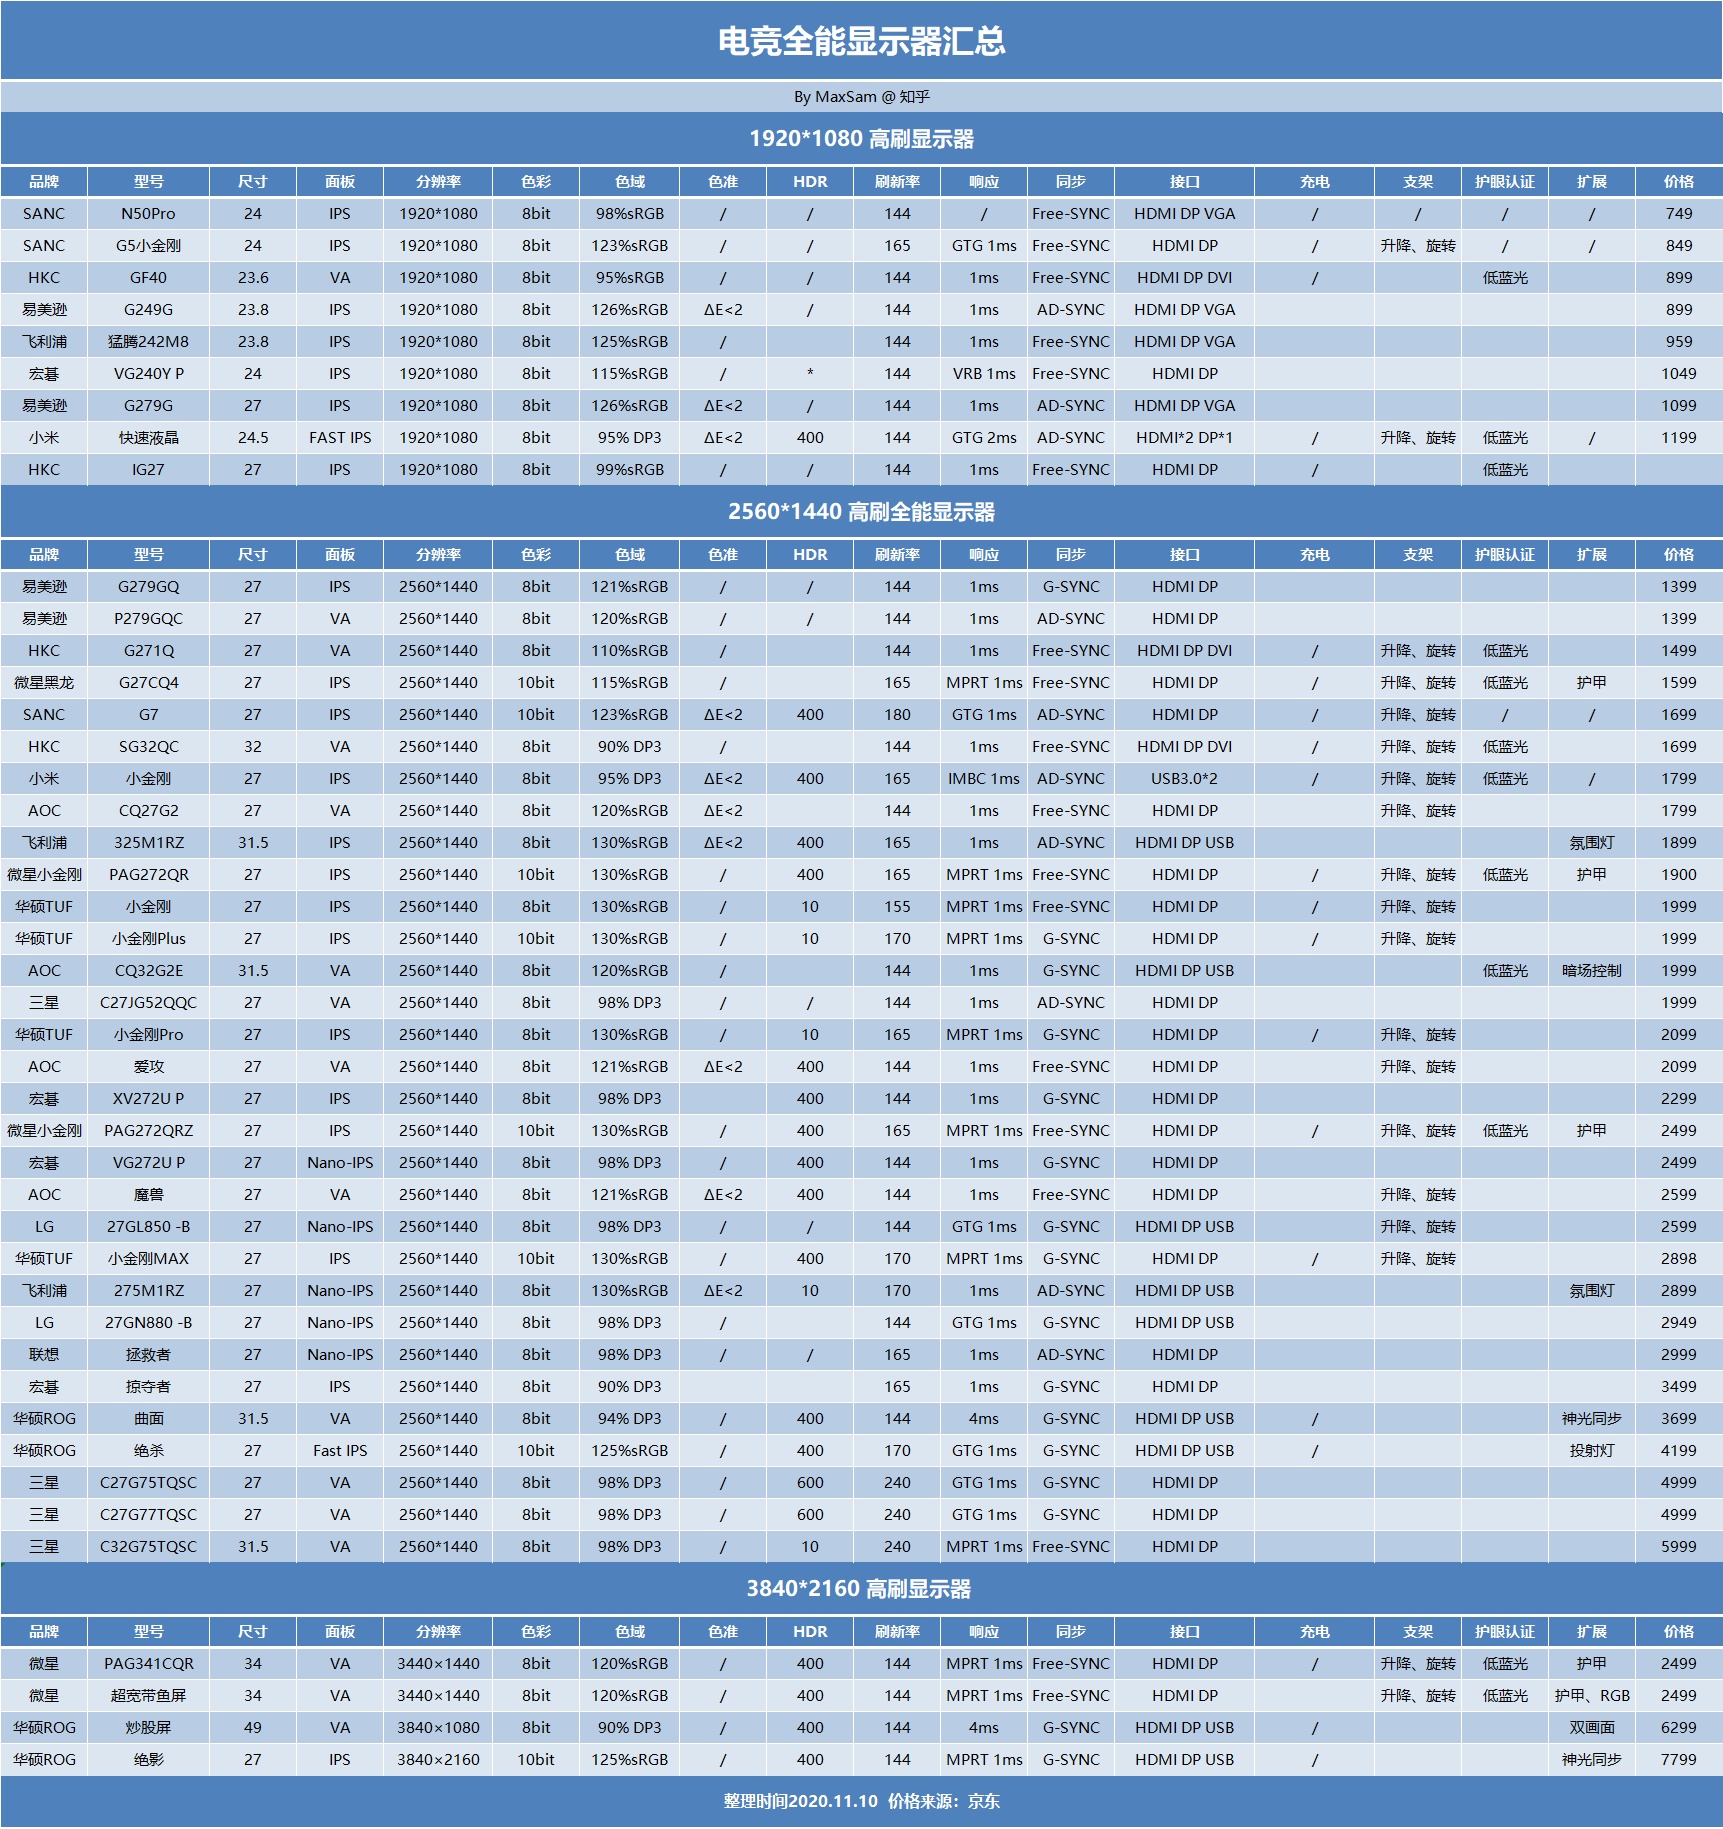 电竞全能显示器汇总
By MaxSam @ 知乎
1920*1080 高刷显示器
品牌 型号 尺寸 面板 分辨率 色彩 色域 色准 HDR 刷新率 响应 同步 接口 充电 支架 护眼认证 扩展 价格
SANC N50Pro 24 IPS 1920*1080 8bit 98%sRGB / / 144 / Free-SYNC HDMI DP VGA / / / / 749
SANC G5小金刚 24 IPS 1920*1080 8bit 123%sRGB / / 165 GTG 1ms Free-SYNC HDMI DP / 升降、旋转 / / 849
HKC GF40 23.6 VA 1920*1080 8bit 95%sRGB / / 144 1ms Free-SYNC HDMI DP DVI / 低蓝光 899
易美逊 G249G 23.8 IPS 1920*1080 8bit 126%sRGB ΔE<2 / 144 1ms AD-SYNC HDMI DP VGA 899
飞利浦 猛腾242M8 23.8 IPS 1920*1080 8bit 125%sRGB / 144 1ms Free-SYNC HDMI DP VGA 959
宏碁 VG240Y P 24 IPS 1920*1080 8bit 115%sRGB / * 144 VRB 1ms Free-SYNC HDMI DP 1049
易美逊 G279G 27 IPS 1920*1080 8bit 126%sRGB ΔE<2 / 144 1ms AD-SYNC HDMI DP VGA 1099
小米 快速液晶 24.5 FAST IPS 1920*1080 8bit 95% DP3 ΔE<2 400 144 GTG 2ms AD-SYNC HDMI*2 DP*1 / 升降、旋转 低蓝光 / 1199
HKC IG27 27 IPS 1920*1080 8bit 99%sRGB / / 144 1ms Free-SYNC HDMI DP / 低蓝光
2560*1440 高刷全能显示器
品牌 型号 尺寸 面板 分辨率 色彩 色域 色准 HDR 刷新率 响应 同步 接口 充电 支架 护眼认证 扩展 价格
易美逊 G279GQ 27 IPS 2560*1440 8bit 121%sRGB / / 144 1ms G-SYNC HDMI DP 1399
易美逊 P279GQC 27 VA 2560*1440 8bit 120%sRGB / / 144 1ms AD-SYNC HDMI DP 1399
HKC G271Q 27 VA 2560*1440 8bit 110%sRGB / 144 1ms Free-SYNC HDMI DP DVI / 升降、旋转 低蓝光 1499
微星黑龙 G27CQ4 27 IPS 2560*1440 10bit 115%sRGB / 165 MPRT 1ms Free-SYNC HDMI DP / 升降、旋转 低蓝光 护甲 1599
SANC G7 27 IPS 2560*1440 10bit 123%sRGB ΔE<2 400 180 GTG 1ms AD-SYNC HDMI DP / 升降、旋转 / / 1699
HKC SG32QC 32 VA 2560*1440 8bit 90% DP3 / 144 1ms Free-SYNC HDMI DP DVI / 升降、旋转 低蓝光 1699
小米 小金刚 27 IPS 2560*1440 8bit 95% DP3 ΔE<2 400 165 IMBC 1ms AD-SYNC USB3.0*2 / 升降、旋转 低蓝光 / 1799
AOC CQ27G2 27 VA 2560*1440 8bit 120%sRGB ΔE<2 144 1ms Free-SYNC HDMI DP 升降、旋转 1799
飞利浦 325M1RZ 31.5 IPS 2560*1440 8bit 130%sRGB ΔE<2 400 165 1ms AD-SYNC HDMI DP USB 氛围灯 1899
微星小金刚 PAG272QR 27 IPS 2560*1440 10bit 130%sRGB / 400 165 MPRT 1ms Free-SYNC HDMI DP / 升降、旋转 低蓝光 护甲 1900
华硕TUF 小金刚 27 IPS 2560*1440 8bit 130%sRGB / 10 155 MPRT 1ms Free-SYNC HDMI DP / 升降、旋转 1999
华硕TUF 小金刚Plus 27 IPS 2560*1440 10bit 130%sRGB / 10 170 MPRT 1ms G-SYNC HDMI DP / 升降、旋转 1999
AOC CQ32G2E 31.5 VA 2560*1440 8bit 120%sRGB / 144 1ms G-SYNC HDMI DP USB 低蓝光 暗场控制 1999
三星 C27JG52QQC 27 VA 2560*1440 8bit 98% DP3 / / 144 1ms AD-SYNC HDMI DP 1999
华硕TUF 小金刚Pro 27 IPS 2560*1440 8bit 130%sRGB / 10 165 MPRT 1ms G-SYNC HDMI DP / 升降、旋转 2099
AOC 爱攻 27 VA 2560*1440 8bit 121%sRGB ΔE<2 400 144 1ms Free-SYNC HDMI DP 升降、旋转 2099
宏碁 XV272U P 27 IPS 2560*1440 8bit 98% DP3 400 144 1ms G-SYNC HDMI DP 2299
微星小金刚 PAG272QRZ 27 IPS 2560*1440 10bit 130%sRGB / 400 165 MPRT 1ms Free-SYNC HDMI DP / 升降、旋转 低蓝光 护甲 2499
宏碁 VG272U P 27 Nano-IPS 2560*1440 8bit 98% DP3 / 400 144 1ms G-SYNC HDMI DP 2499
AOC 魔兽 27 VA 2560*1440 8bit 121%sRGB ΔE<2 400 144 1ms Free-SYNC HDMI DP 升降、旋转 2599
LG 27GL850 -B 27 Nano-IPS 2560*1440 8bit 98% DP3 / / 144 GTG 1ms G-SYNC HDMI DP USB 升降、旋转 2599
华硕TUF 小金刚MAX 27 IPS 2560*1440 10bit 130%sRGB / 400 170 MPRT 1ms G-SYNC HDMI DP / 升降、旋转 2898
飞利浦 275M1RZ 27 Nano-IPS 2560*1440 8bit 130%sRGB ΔE<2 10 170 1ms AD-SYNC HDMI DP USB 氛围灯 2899
LG 27GN880 -B 27 Nano-IPS 2560*1440 8bit 98% DP3 / 144 GTG 1ms G-SYNC HDMI DP USB 2949
联想 拯救者 27 Nano-IPS 2560*1440 8bit 98% DP3 / / 165 1ms AD-SYNC HDMI DP 2999
宏碁 掠夺者 27 IPS 2560*1440 8bit 90% DP3 165 1ms G-SYNC HDMI DP 3499
华硕ROG 曲面 31.5 VA 2560*1440 8bit 94% DP3 / 400 144 4ms G-SYNC HDMI DP USB / 神光同步 3699
华硕ROG 绝杀 27 Fast IPS 2560*1440 10bit 125%sRGB / 400 170 GTG 1ms G-SYNC HDMI DP USB / 投射灯 4199
三星 C27G75TQSC 27 VA 2560*1440 8bit 98% DP3 / 600 240 GTG 1ms G-SYNC HDMI DP 4999
三星 C27G77TQSC 27 VA 2560*1440 8bit 98% DP3 / 600 240 GTG 1ms G-SYNC HDMI DP 4999
三星 C32G75TQSC 31.5 VA 2560*1440 8bit 98% DP3 / 10 240 MPRT 1ms Free-SYNC HDMI DP 5999
3840*2160 高刷显示器
品牌 型号 尺寸 面板 分辨率 色彩 色域 色准 HDR 刷新率 响应 同步 接口 充电 支架 护眼认证 扩展 价格
微星 PAG341CQR 34 VA 3440×1440 8bit 120%sRGB / 400 144 MPRT 1ms Free-SYNC HDMI DP / 升降、旋转 低蓝光 护甲 2499
微星 超宽带鱼屏 34 VA 3440×1440 8bit 120%sRGB / 400 144 MPRT 1ms Free-SYNC HDMI DP 升降、旋转 低蓝光 护甲、RGB 2499
华硕ROG 炒股屏 49 VA 3840×1080 8bit 90% DP3 / 400 144 4ms G-SYNC HDMI DP USB / 双画面 6299
华硕ROG 绝影 27 IPS 3840×2160 10bit 125%sRGB / 400 144 MPRT 1ms G-SYNC HDMI DP USB / 神光同步 7799
整理时间2020.11.10 价格来源：京东